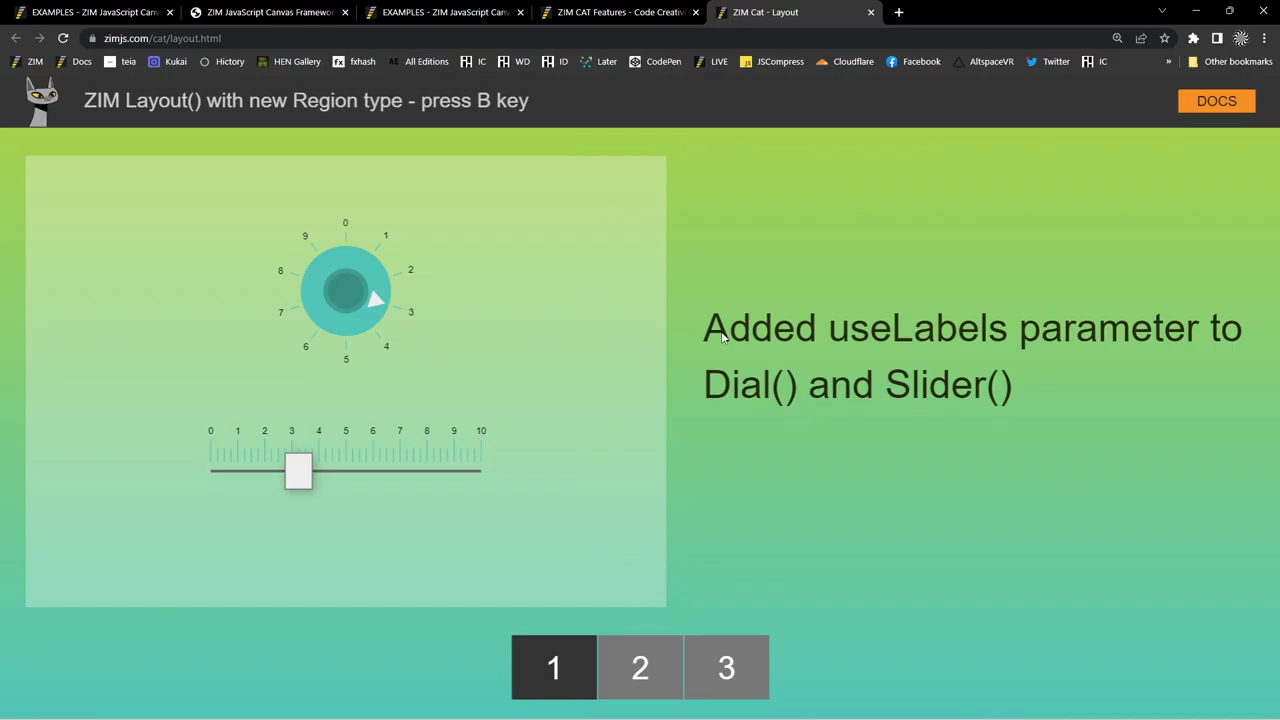 EXAMPLES - ZIM JavaScript Canv
ZIM JavaScript Canvas Framewor
EXAMPLES - ZIM JavaScript Canv
ZIM CAT Features - Code Creativ
ZIM Cat - Layout
zimjs.com/cat/layout.html
ZIM
Docs
teia
Kukai
Hictory
HEN Gallery
fx fxhash
AE All Editions
IC
WD
ID
Later
CodePen
LIVE
JS JSCompress
Cloudflare
Facebook
AltspaceVR
Twitter
IC
»
Other bookmarks
ZIM Layout() with new Region type - press B key
DOCS
0
9 1
8 2
7 3
6 4
5
Added useLabels parameter to
Dial() and Slider()
0 1 2 3 4 5 6 7 8 9 10
1 2 3